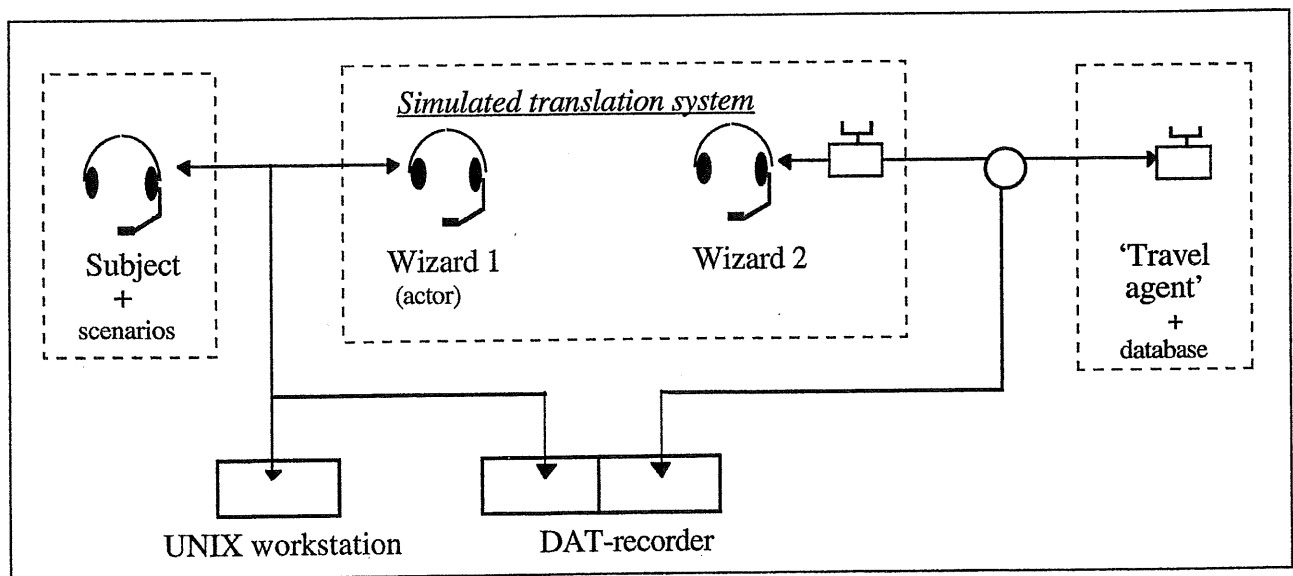 Simulated translation system
Subject
+
scenarios
Wizard 1
(actor)
Wizard 2
‘Travel
agent’
+
database
UNIX workstation
DAT-recorder